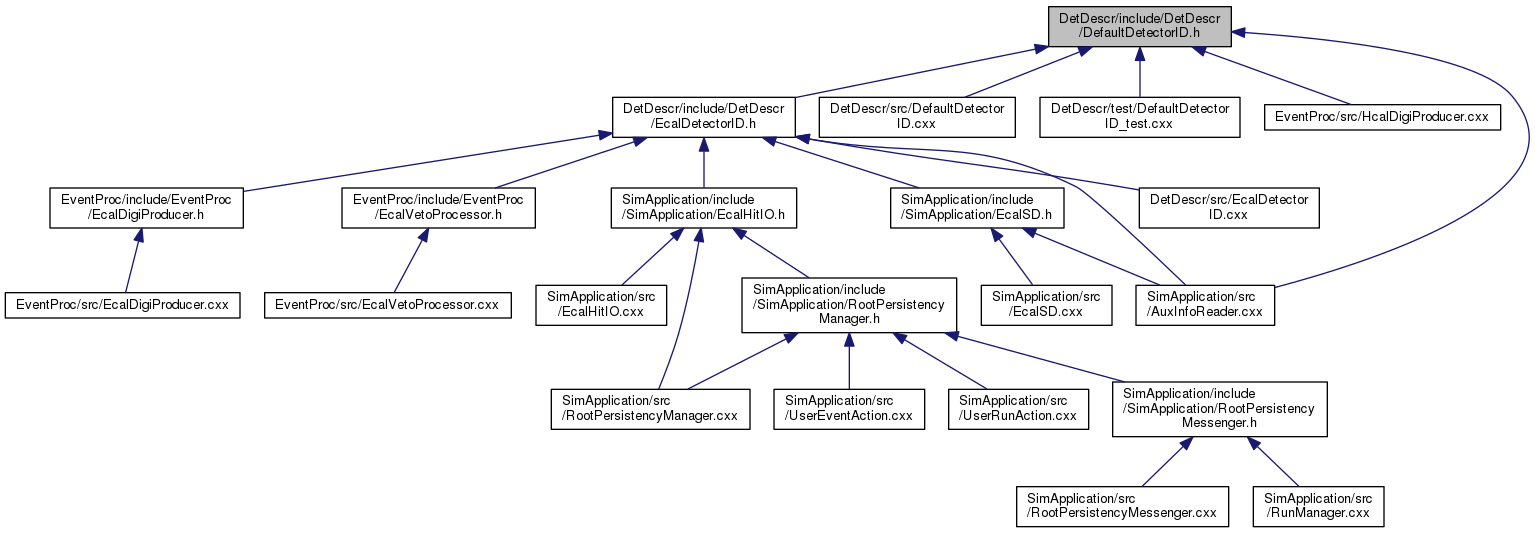 DetDescr/include/DetDescr
/DefaultDetectorID.h
DetDescr/include/DetDescr
/EcalDetectorID.h
DetDescr/src/DefaultDetector
ID.cxx
DetDescr/test/DefaultDetector
ID_test.cxx
EventProc/src/HcalDigiProducer.cxx
EventProc/include/EventProc
/EcalDigiProducer.h
EventProc/include/EventProc
/EcalVetoProcessor.h
SimApplication/include
/SimApplication/EcalHitIO.h
SimApplication/include
/SimApplication/EcalSD.h
DetDescr/src/EcalDetector
ID.cxx
EventProc/src/EcalDigiProducer.cxx
EventProc/src/EcalVetoProcessor.cxx
SimApplication/src
/EcalHitIO.cxx
SimApplication/include
/SimApplication/RootPersistency
Manager.h
SimApplication/src
/EcalSD.cxx
SimApplication/src
/AuxInfoReader.cxx
SimApplication/src
/RootPersistencyManager.cxx
SimApplication/src
/UserEventAction.cxx
SimApplication/src
/UserRunAction.cxx
SimApplication/include
/SimApplication/RootPersistency
Messenger.h
SimApplication/src
/RootPersistencyMessenger.cxx
SimApplication/src
/RunManager.cxx